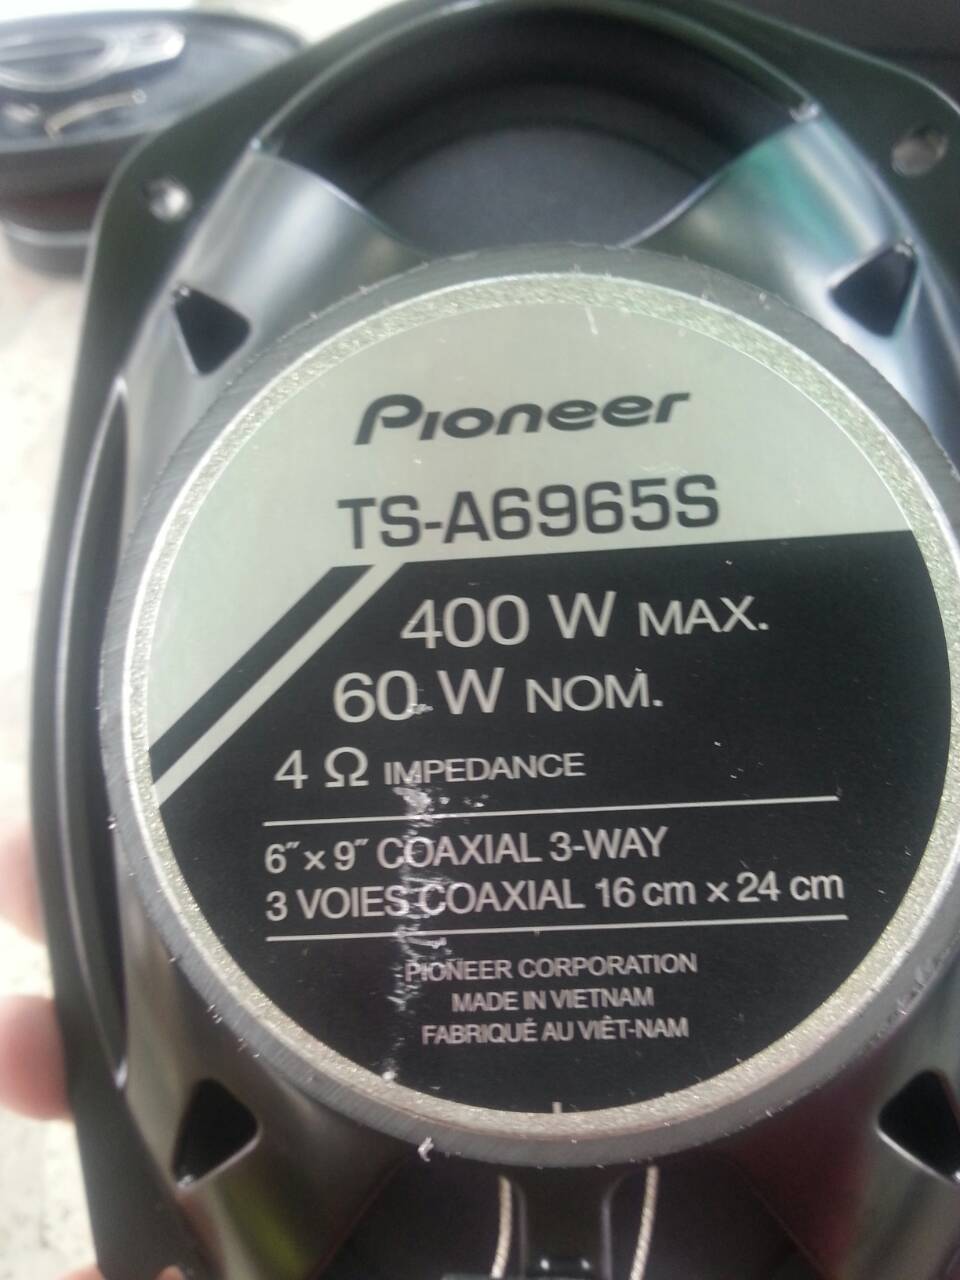 Pioneer
TS-A6965S
400 W MAX.
60 W NOM.
4 Ω IMPEDANCE
6″ x 9″ COAXIAL 3-WAY
3 VOIES COAXIAL 16 cm x 24 cm
PIONEER CORPORATION
MADE IN VIETNAM
FABRIQUÉ AU VIÊT-NAM